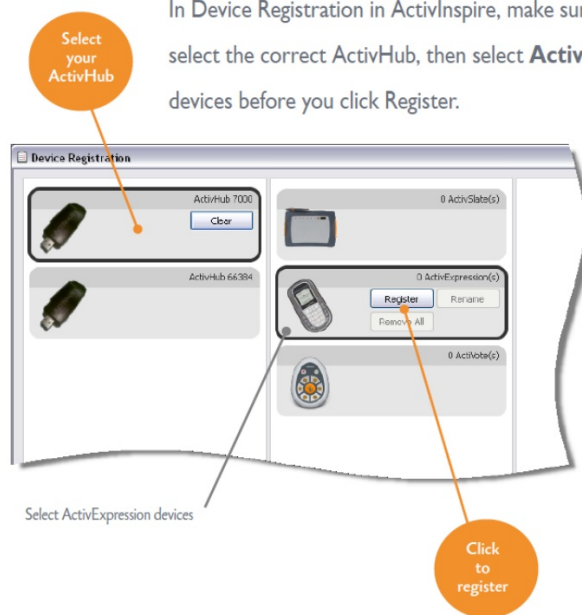 In Device Registration in ActivInspire, make sur
select the correct ActivHub, then select Activ
devices before you click Register.
Select
your
ActivHub
Device Registration
ActivHub 7000
Clear
ActivHub 66384
0 ActivSlate(s)
0 ActivExpression(s)
Register
Rename
Remove All
0 ActiVote(s)
Select ActivExpression devices
Click
to
register